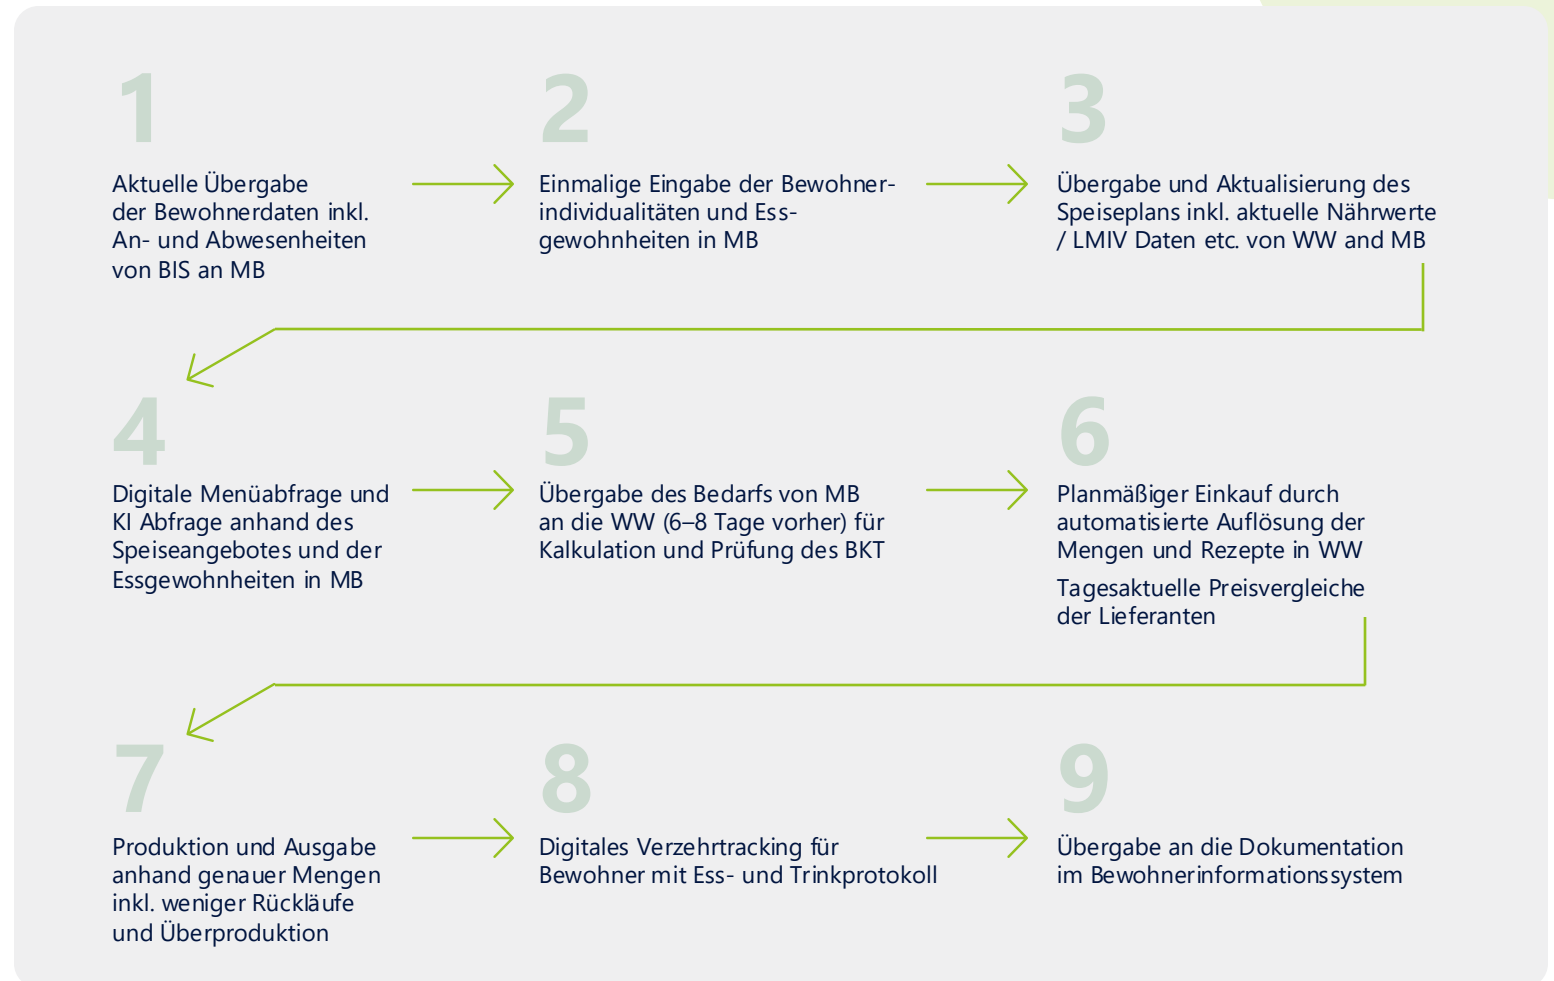 1
Aktuelle Übergabe
der Bewohnerdaten inkl.
An- und Abwesenheiten
von BIS an MB
2
Einmalige Eingabe der Bewohner-
individualitäten und Ess-
gewohnheiten in MB
3
Übergabe und Aktualisierung des
Speiseplans inkl. aktuelle Nährwerte
/ LMIV Daten etc. von WW and MB
4
Digitale Menüabfrage und
KI Abfrage anhand des
Speiseangebotes und der
Essgewohnheiten in MB
5
Übergabe des Bedarfs von MB
an die WW (6–8 Tage vorher) für
Kalkulation und Prüfung des BKT
6
Planmäßiger Einkauf durch
automatisierte Auflösung der
Mengen und Rezepte in WW
Tagesaktuelle Preisvergleiche
der Lieferanten
7
Produktion und Ausgabe
anhand genauer Mengen
inkl. weniger Rückläufe
und Überproduktion
8
Digitales Verzehrtracking für
Bewohner mit Ess- und Trinkprotokoll
9
Übergabe an die Dokumentation
im Bewohnerinformationssystem